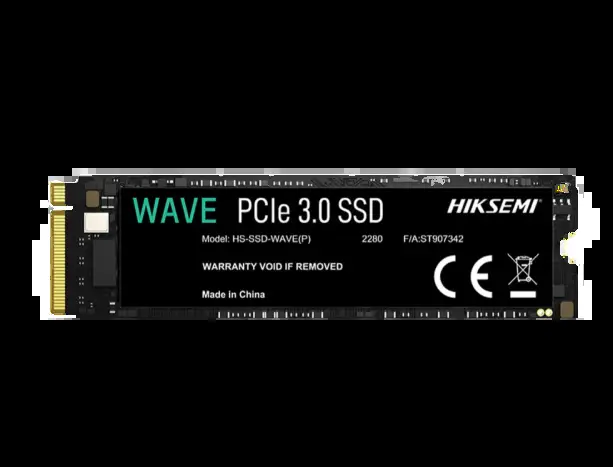 WAVE PCIe 3.0 SSD
HIKSEMI
Model: HS-SSD-WAVE(P) 2280 F/A:ST907342
WARRANTY VOID IF REMOVED
CE
Made in China